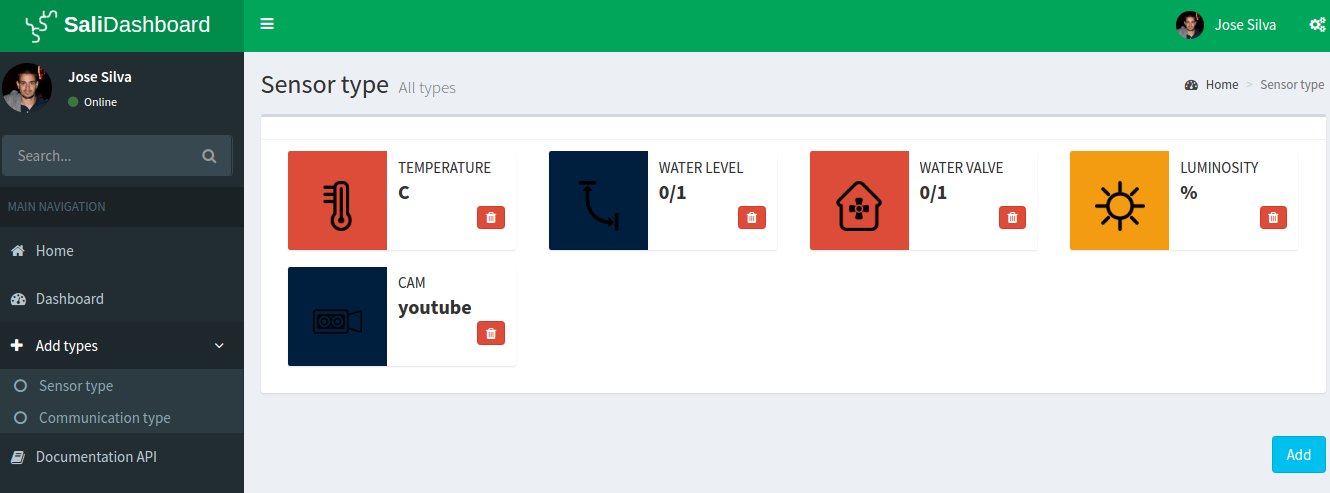 SaliDashboard
Jose Silva
Jose Silva
Online
Search...
MAIN NAVIGATION
Home
Dashboard
Add types
Sensor type
Communication type
Documentation API
Sensor type All types
Home > Sensor type
TEMPERATURE
C
WATER LEVEL
0/1
WATER VALVE
0/1
LUMINOSITY
%
CAM
youtube
Add